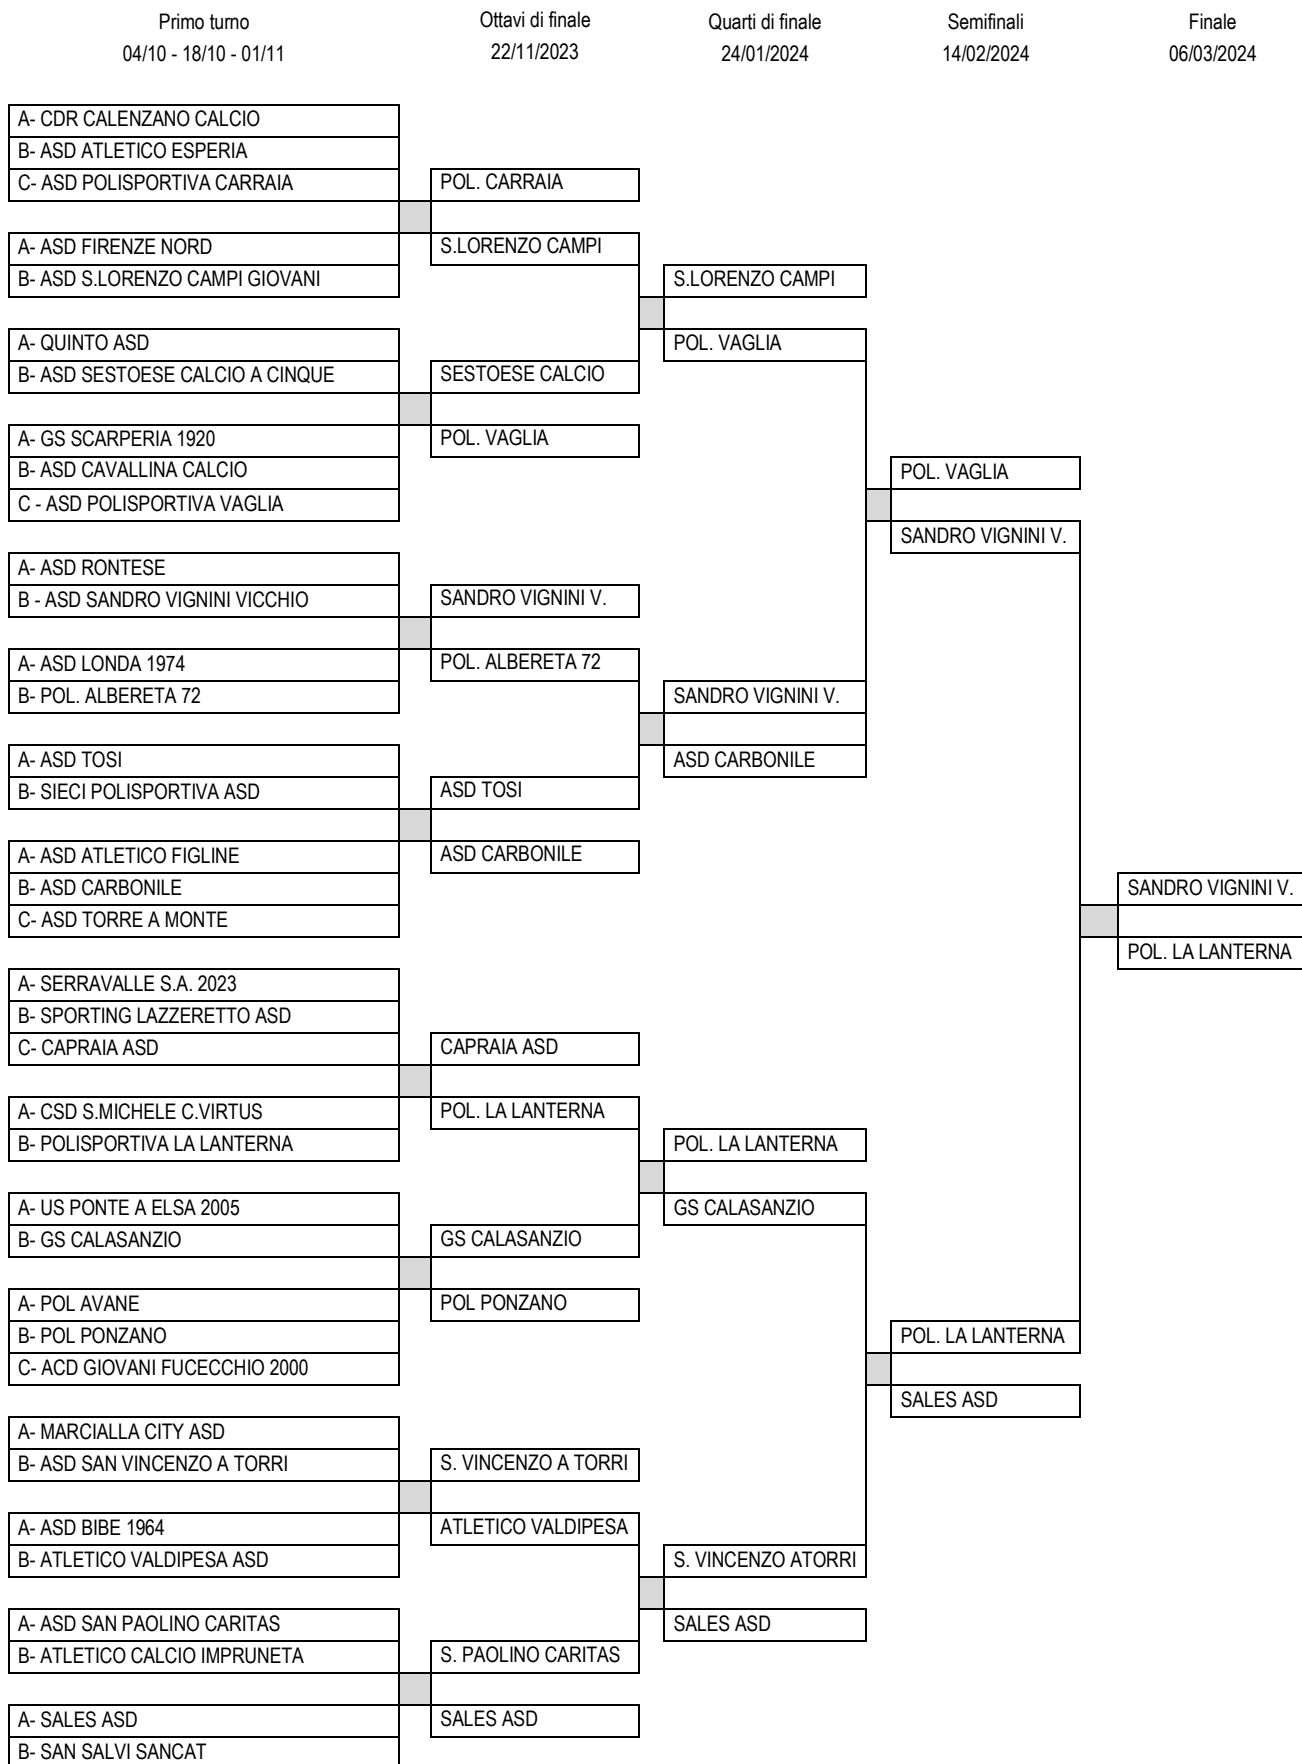 Primo turno
04/10 - 18/10 - 01/11
Ottavi di finale
22/11/2023
Quarti di finale
24/01/2024
Semifinali
14/02/2024
Finale
06/03/2024
A- CDR CALENZANO CALCIO
B- ASD ATLETICO ESPERIA
C- ASD POLISPORTIVA CARRAIA
A- ASD FIRENZE NORD
B- ASD S.LORENZO CAMPI GIOVANI
A- QUINTO ASD
B- ASD SESTOESE CALCIO A CINQUE
A- GS SCARPERIA 1920
B- ASD CAVALLINA CALCIO
C - ASD POLISPORTIVA VAGLIA
A- ASD RONTESE
B - ASD SANDRO VIGNINI VICCHIO
A- ASD LONDA 1974
B- POL. ALBERETA 72
A- ASD TOSI
B- SIECI POLISPORTIVA ASD
A- ASD ATLETICO FIGLINE
B- ASD CARBONILE
C- ASD TORRE A MONTE
A- SERRAVALLE S.A. 2023
B- SPORTING LAZZERETTO ASD
C- CAPRAIA ASD
A- CSD S.MICHELE C.VIRTUS
B- POLISPORTIVA LA LANTERNA
A- US PONTE A ELSA 2005
B- GS CALASANZIO
A- POL AVANE
B- POL PONZANO
C- ACD GIOVANI FUCECCHIO 2000
A- MARCIALLA CITY ASD
B- ASD SAN VINCENZO A TORRI
A- ASD BIBE 1964
B- ATLETICO VALDIPESA ASD
A- ASD SAN PAOLINO CARITAS
B- ATLETICO CALCIO IMPRUNETA
A- SALES ASD
B- SAN SALVI SANCAT
POL. CARRAIA
S.LORENZO CAMPI
SESTOESE CALCIO
POL. VAGLIA
SANDRO VIGNINI V.
POL. ALBERETA 72
ASD TOSI
ASD CARBONILE
CAPRAIA ASD
POL. LA LANTERNA
GS CALASANZIO
POL PONZANO
S. VINCENZO A TORRI
ATLETICO VALDIPESA
S. PAOLINO CARITAS
SALES ASD
S.LORENZO CAMPI
POL. VAGLIA
SANDRO VIGNINI V.
ASD CARBONILE
POL. LA LANTERNA
GS CALASANZIO
S. VINCENZO ATORRI
SALES ASD
POL. VAGLIA
SANDRO VIGNINI V.
POL. LA LANTERNA
SALES ASD
SANDRO VIGNINI V.
POL. LA LANTERNA